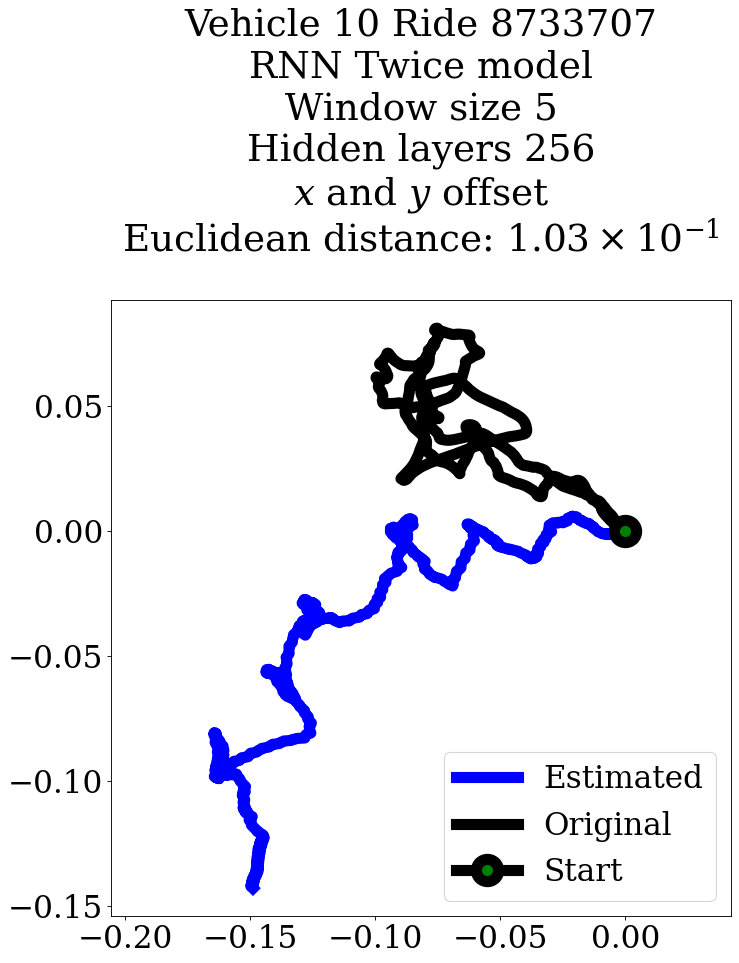 Vehicle 10 Ride 8733707
RNN Twice model
Window size 5
Hidden layers 256
x and y offset
Euclidean distance: 1.03 × 10⁻¹
0.05
0.00
−0.05
−0.10
−0.15
Estimated
Original
Start
−0.20 −0.15 −0.10 −0.05 0.00